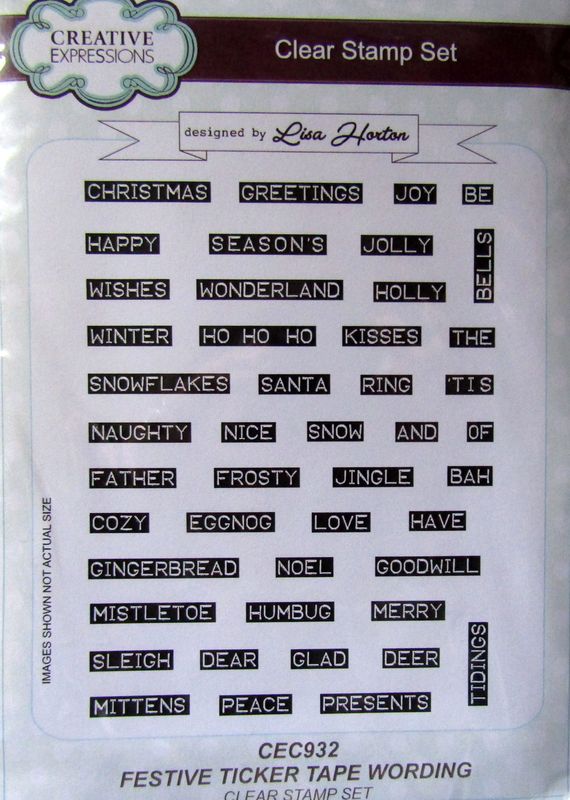 CREATIVE
EXPRESSIONS
Clear Stamp Set
designed by Lisa Horton
CHRISTMAS GREETINGS JOY BE
HAPPY SEASON'S JOLLY BELLS
WISHES WONDERLAND HOLLY
WINTER HO HO HO KISSES THE
SNOWFLAKES SANTA RING 'TIS
NAUGHTY NICE SNOW AND OF
FATHER FROSTY JINGLE BAH
COZY EGGNOG LOVE HAVE
GINGERBREAD NOEL GOODWILL
MISTLETOE HUMBUG MERRY
SLEIGH DEAR GLAD DEER TIDINGS
MITTENS PEACE PRESENTS
IMAGES SHOWN NOT ACTUAL SIZE
CEC932
FESTIVE TICKER TAPE WORDING
CLEAR STAMP SET